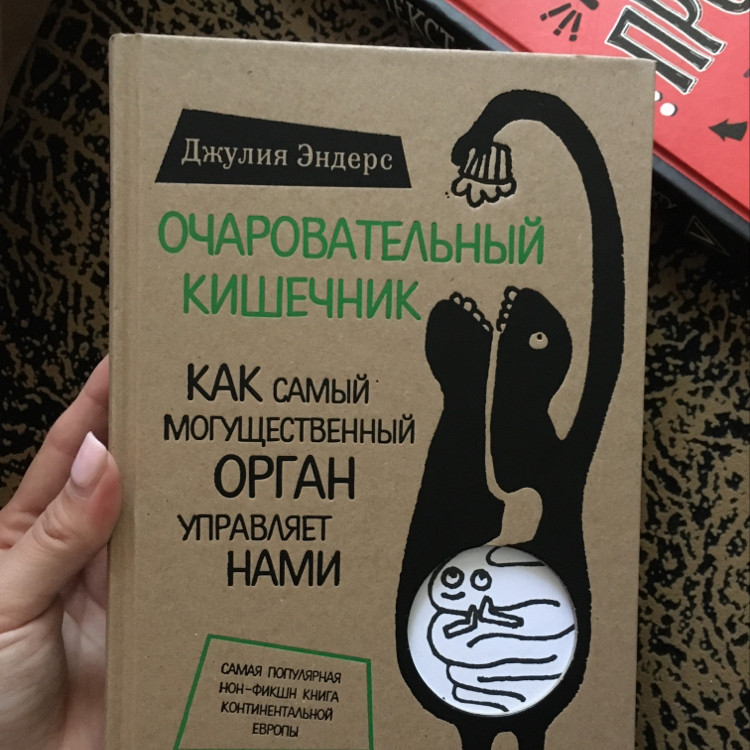 Джулия Эндерс
ОЧАРОВАТЕЛЬНЫЙ
КИШЕЧНИК
КАК САМЫЙ
МОГУЩЕСТВЕННЫЙ
ОРГАН
УПРАВЛЯЕТ
НАМИ
САМАЯ ПОПУЛЯРНАЯ
НОН-ФИКШН КНИГА
КОНТИНЕНТАЛЬНОЙ
ЕВРОПЫ